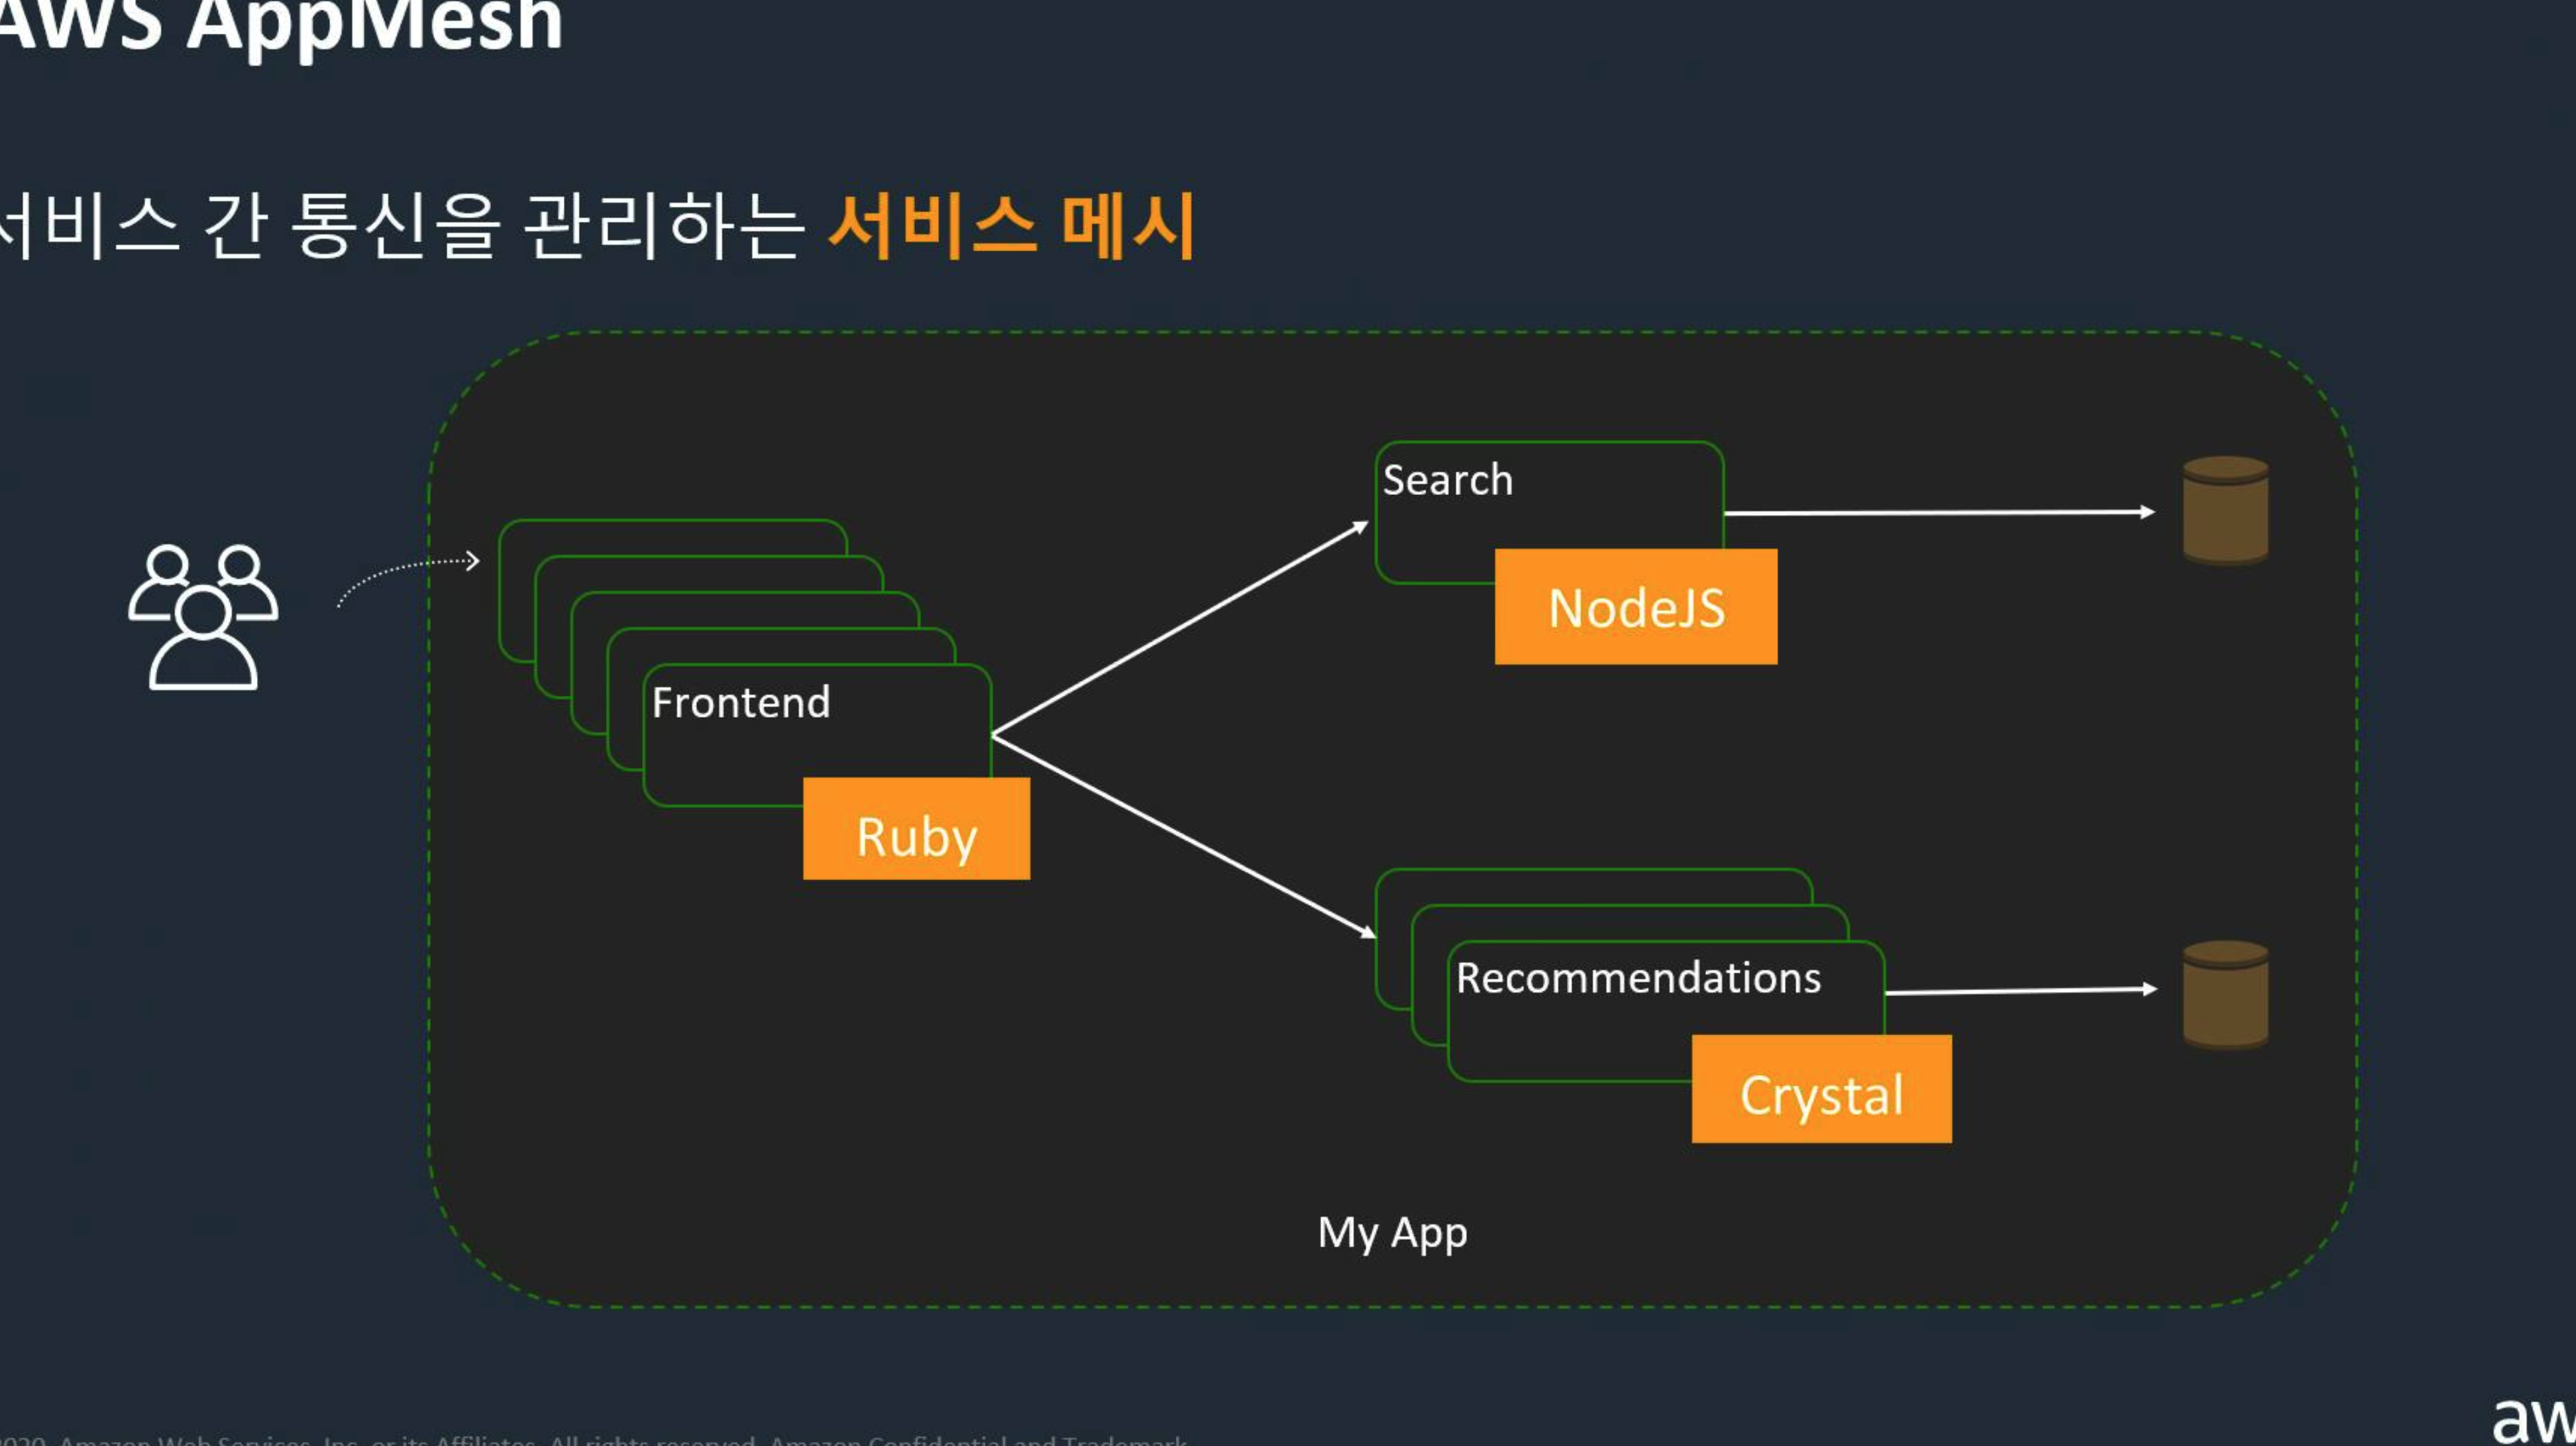 AWS AppMesh
서비스 간 통신을 관리하는 서비스 메시
Search
NodeJS
Frontend
Ruby
Recommendations
Crystal
My App
2020, Amazon Web Services, Inc. or its Affiliates. All rights reserved. Amazon Confidential and Trademark
aw